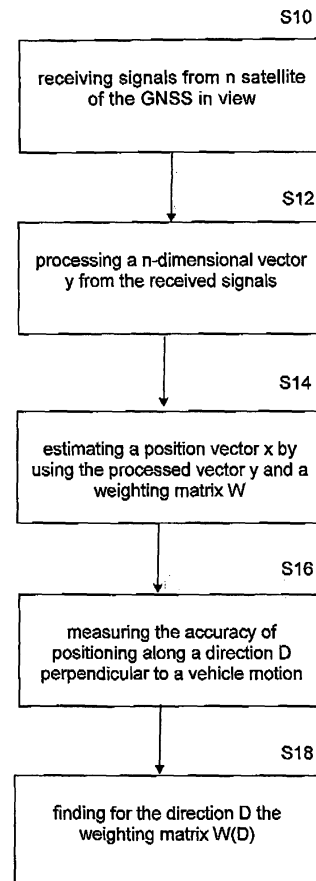 S10
receiving signals from n satellite
of the GNSS in view
S12
processing a n-dimensional vector
y from the received signals
S14
estimating a position vector x by
using the processed vector y and a
weighting matrix W
S16
measuring the accuracy of
positioning along a direction D
perpendicular to a vehicle motion
S18
finding for the direction D the
weighting matrix W(D)